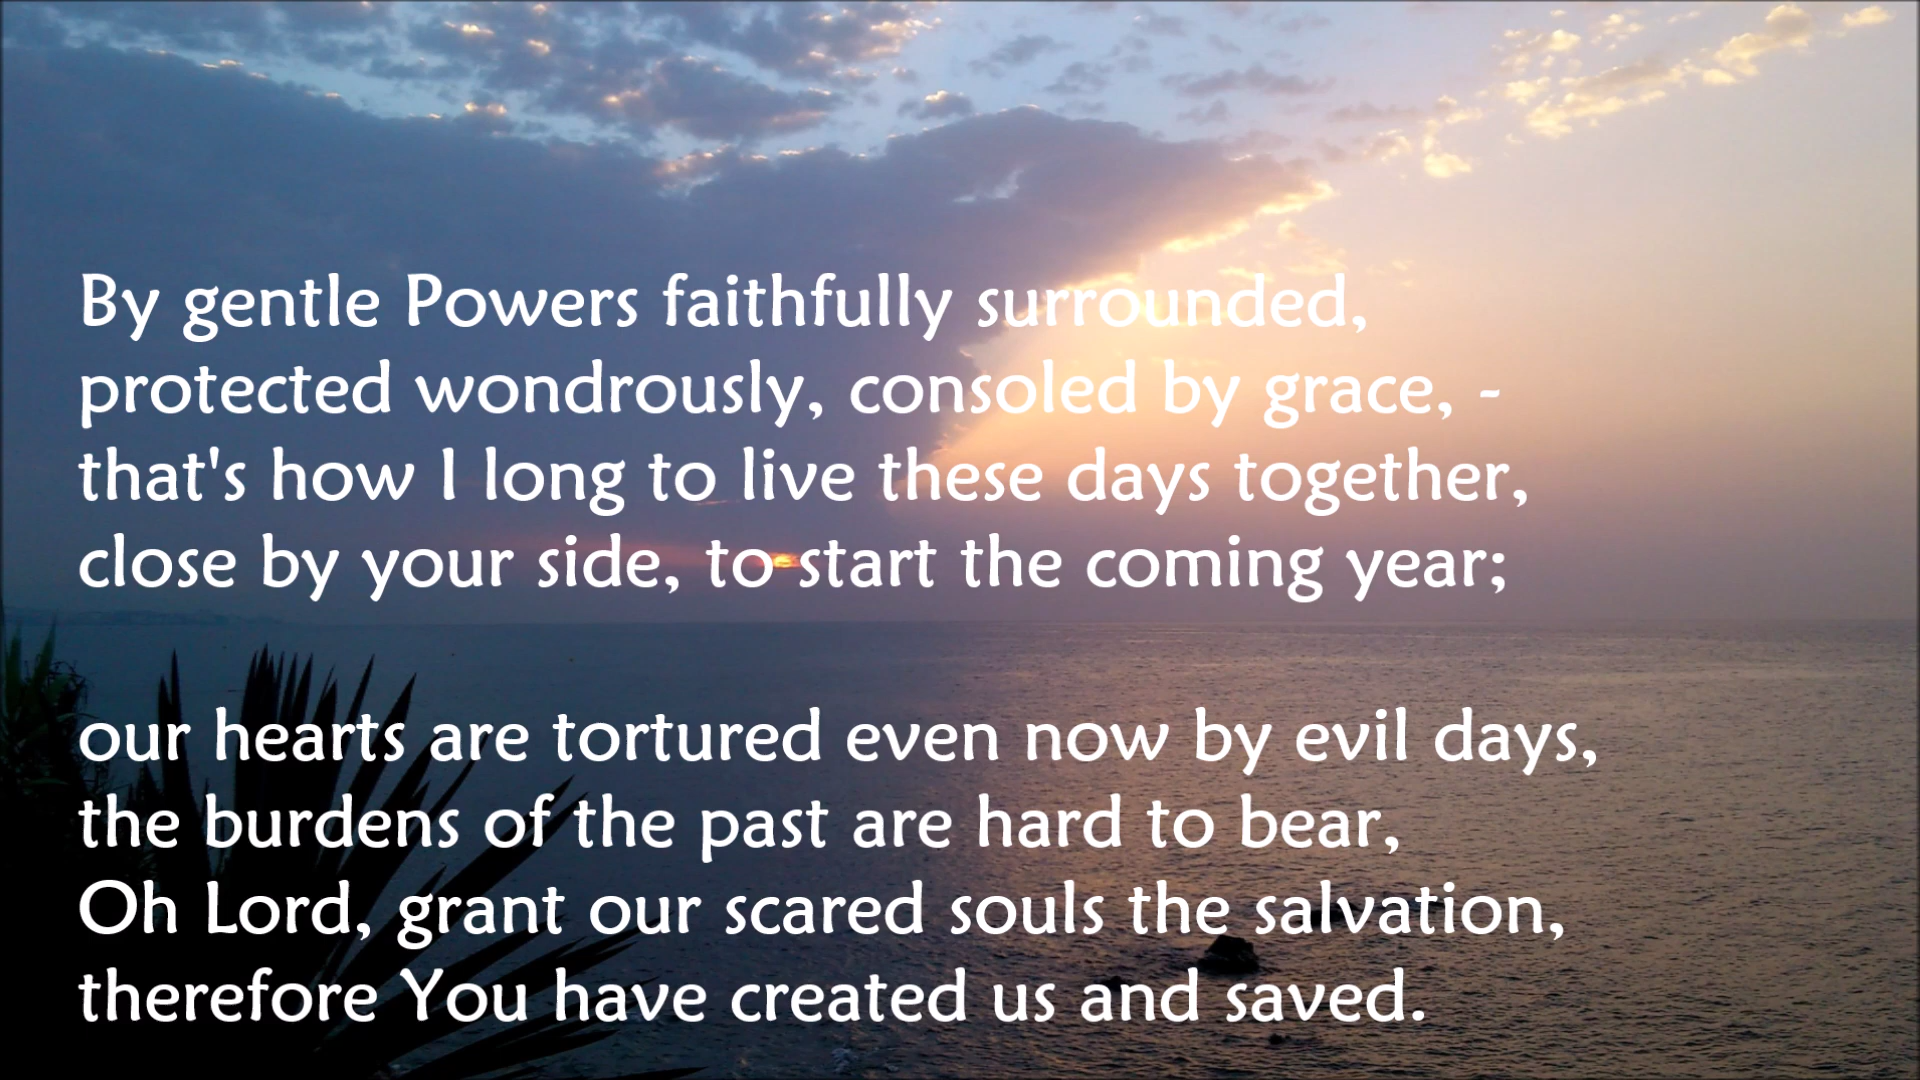 By gentle Powers faithfully surrounded,
protected wondrously, consoled by grace, -
that's how I long to live these days together,
close by your side, to start the coming year;
our hearts are tortured even now by evil days,
the burdens of the past are hard to bear,
Oh Lord, grant our scared souls the salvation,
therefore You have created us and saved.